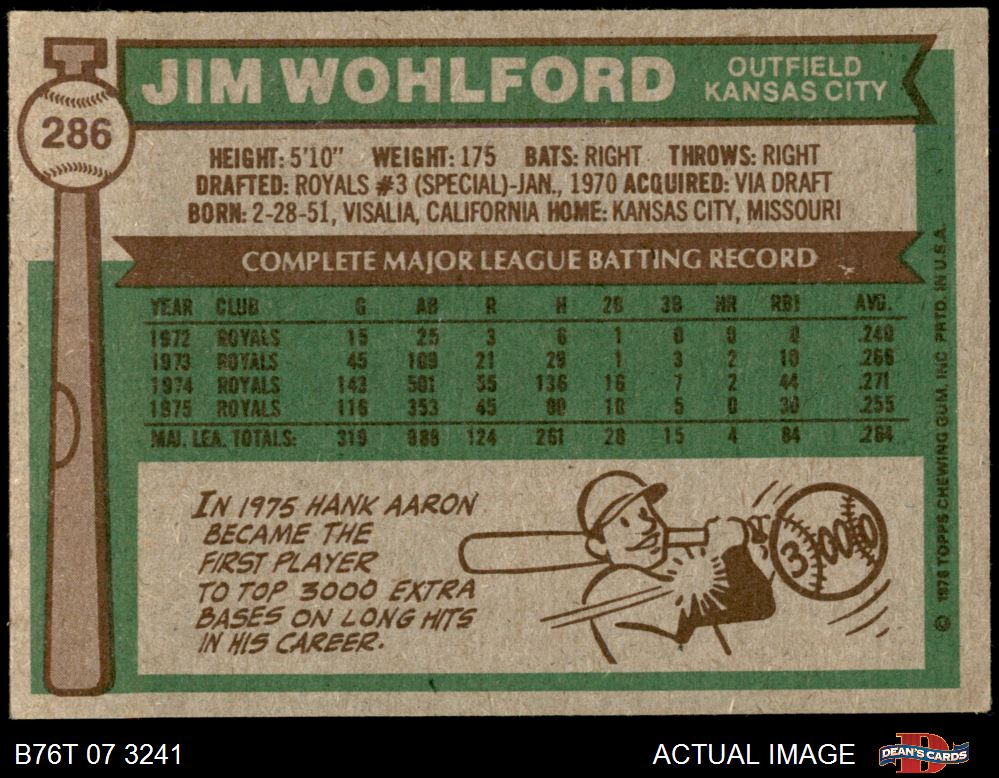 286
JIM WOHLFORD
OUTFIELD
KANSAS CITY
HEIGHT: 5'10" WEIGHT: 175 BATS: RIGHT THROWS: RIGHT
DRAFTED: ROYALS #3 (SPECIAL)-JAN., 1970 ACQUIRED: VIA DRAFT
BORN: 2-28-51, VISALIA, CALIFORNIA HOME: KANSAS CITY, MISSOURI
COMPLETE MAJOR LEAGUE BATTING RECORD
YEAR CLUB G AB R H 2B 3B HR RBI AVG.
1972 ROYALS 15 25 3 6 1 0 0 0 .240
1973 ROYALS 45 109 21 29 1 3 2 10 .266
1974 ROYALS 143 501 55 136 16 7 2 44 .271
1975 ROYALS 116 353 45 90 10 5 0 30 .255
MAJ. LEA. TOTALS: 319 988 124 261 28 15 4 84 .264
IN 1975 HANK AARON
BECAME THE
FIRST PLAYER
TO TOP 3000 EXTRA
BASES ON LONG HITS
IN HIS CAREER.
3000
© 1976 TOPPS CHEWING GUM, INC PRTD. IN U.S.A.
B76T 07 3241
ACTUAL IMAGE
D
DEAN'S CARDS